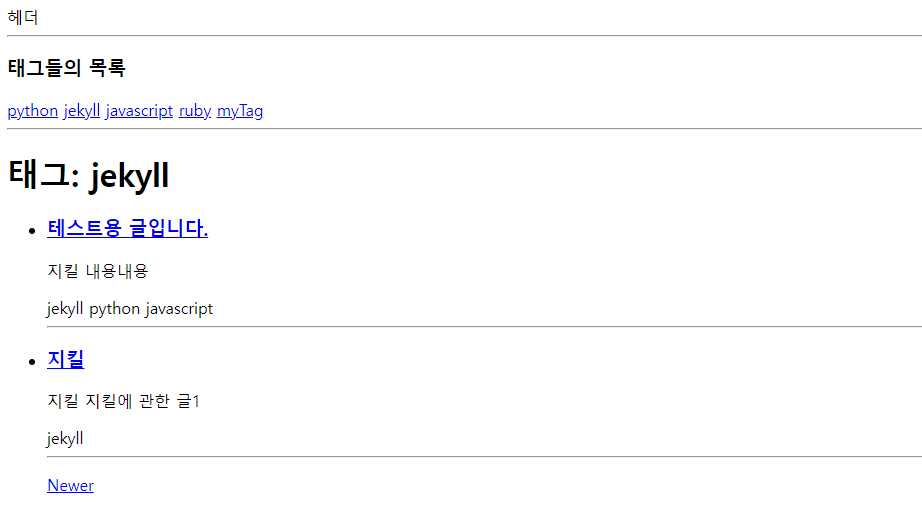 헤더
태그들의 목록
python jekyll javascript ruby myTag
태그: jekyll
테스트용 글입니다.
지킬 내용내용
jekyll python javascript
지킬
지킬 지킬에 관한 글1
jekyll
Newer